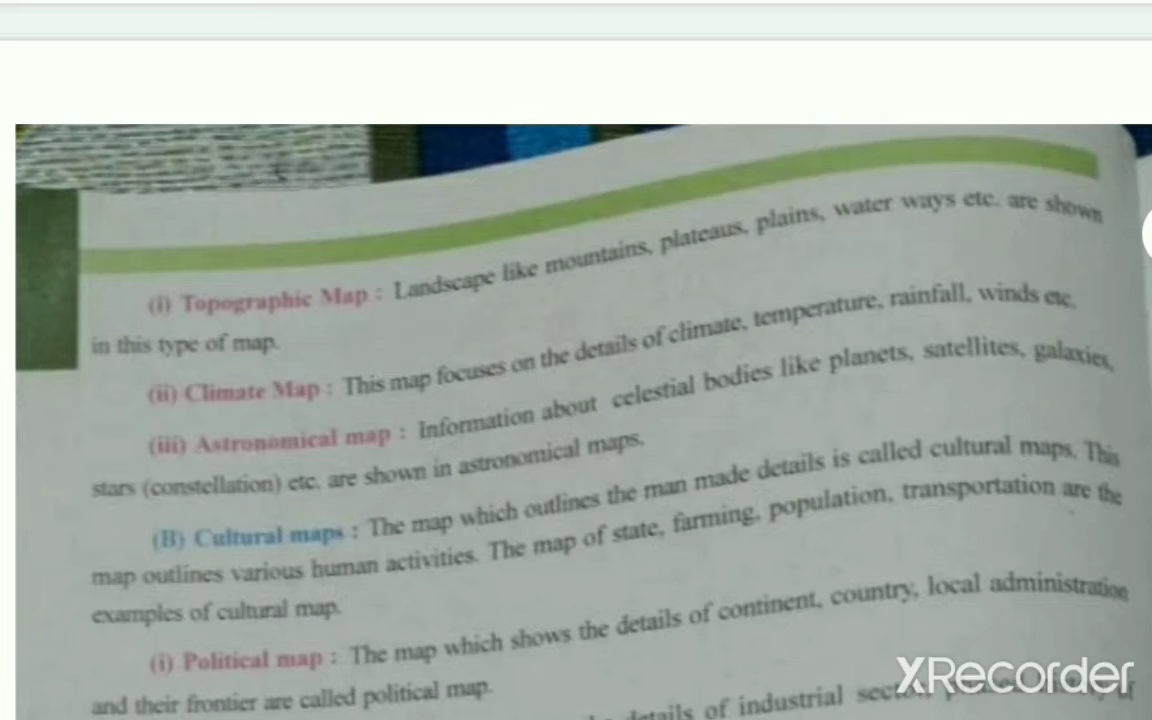 (i) Topographic Map : Landscape like mountains, plateaus, plains, water ways etc. are shown
in this type of map.
(ii) Climate Map : This map focuses on the details of climate, temperature, rainfall, winds etc.
(iii) Astronomical map : Information about celestial bodies like planets, satellites, galaxies,
stars (constellation) etc. are shown in astronomical maps.
(B) Cultural maps : The map which outlines the man made details is called cultural maps. This
map outlines various human activities. The map of state, farming, population, transportation are the
examples of cultural map.
(i) Political map : The map which shows the details of continent, country, local administration
and their frontier are called political map.
details of industrial
XRecorder